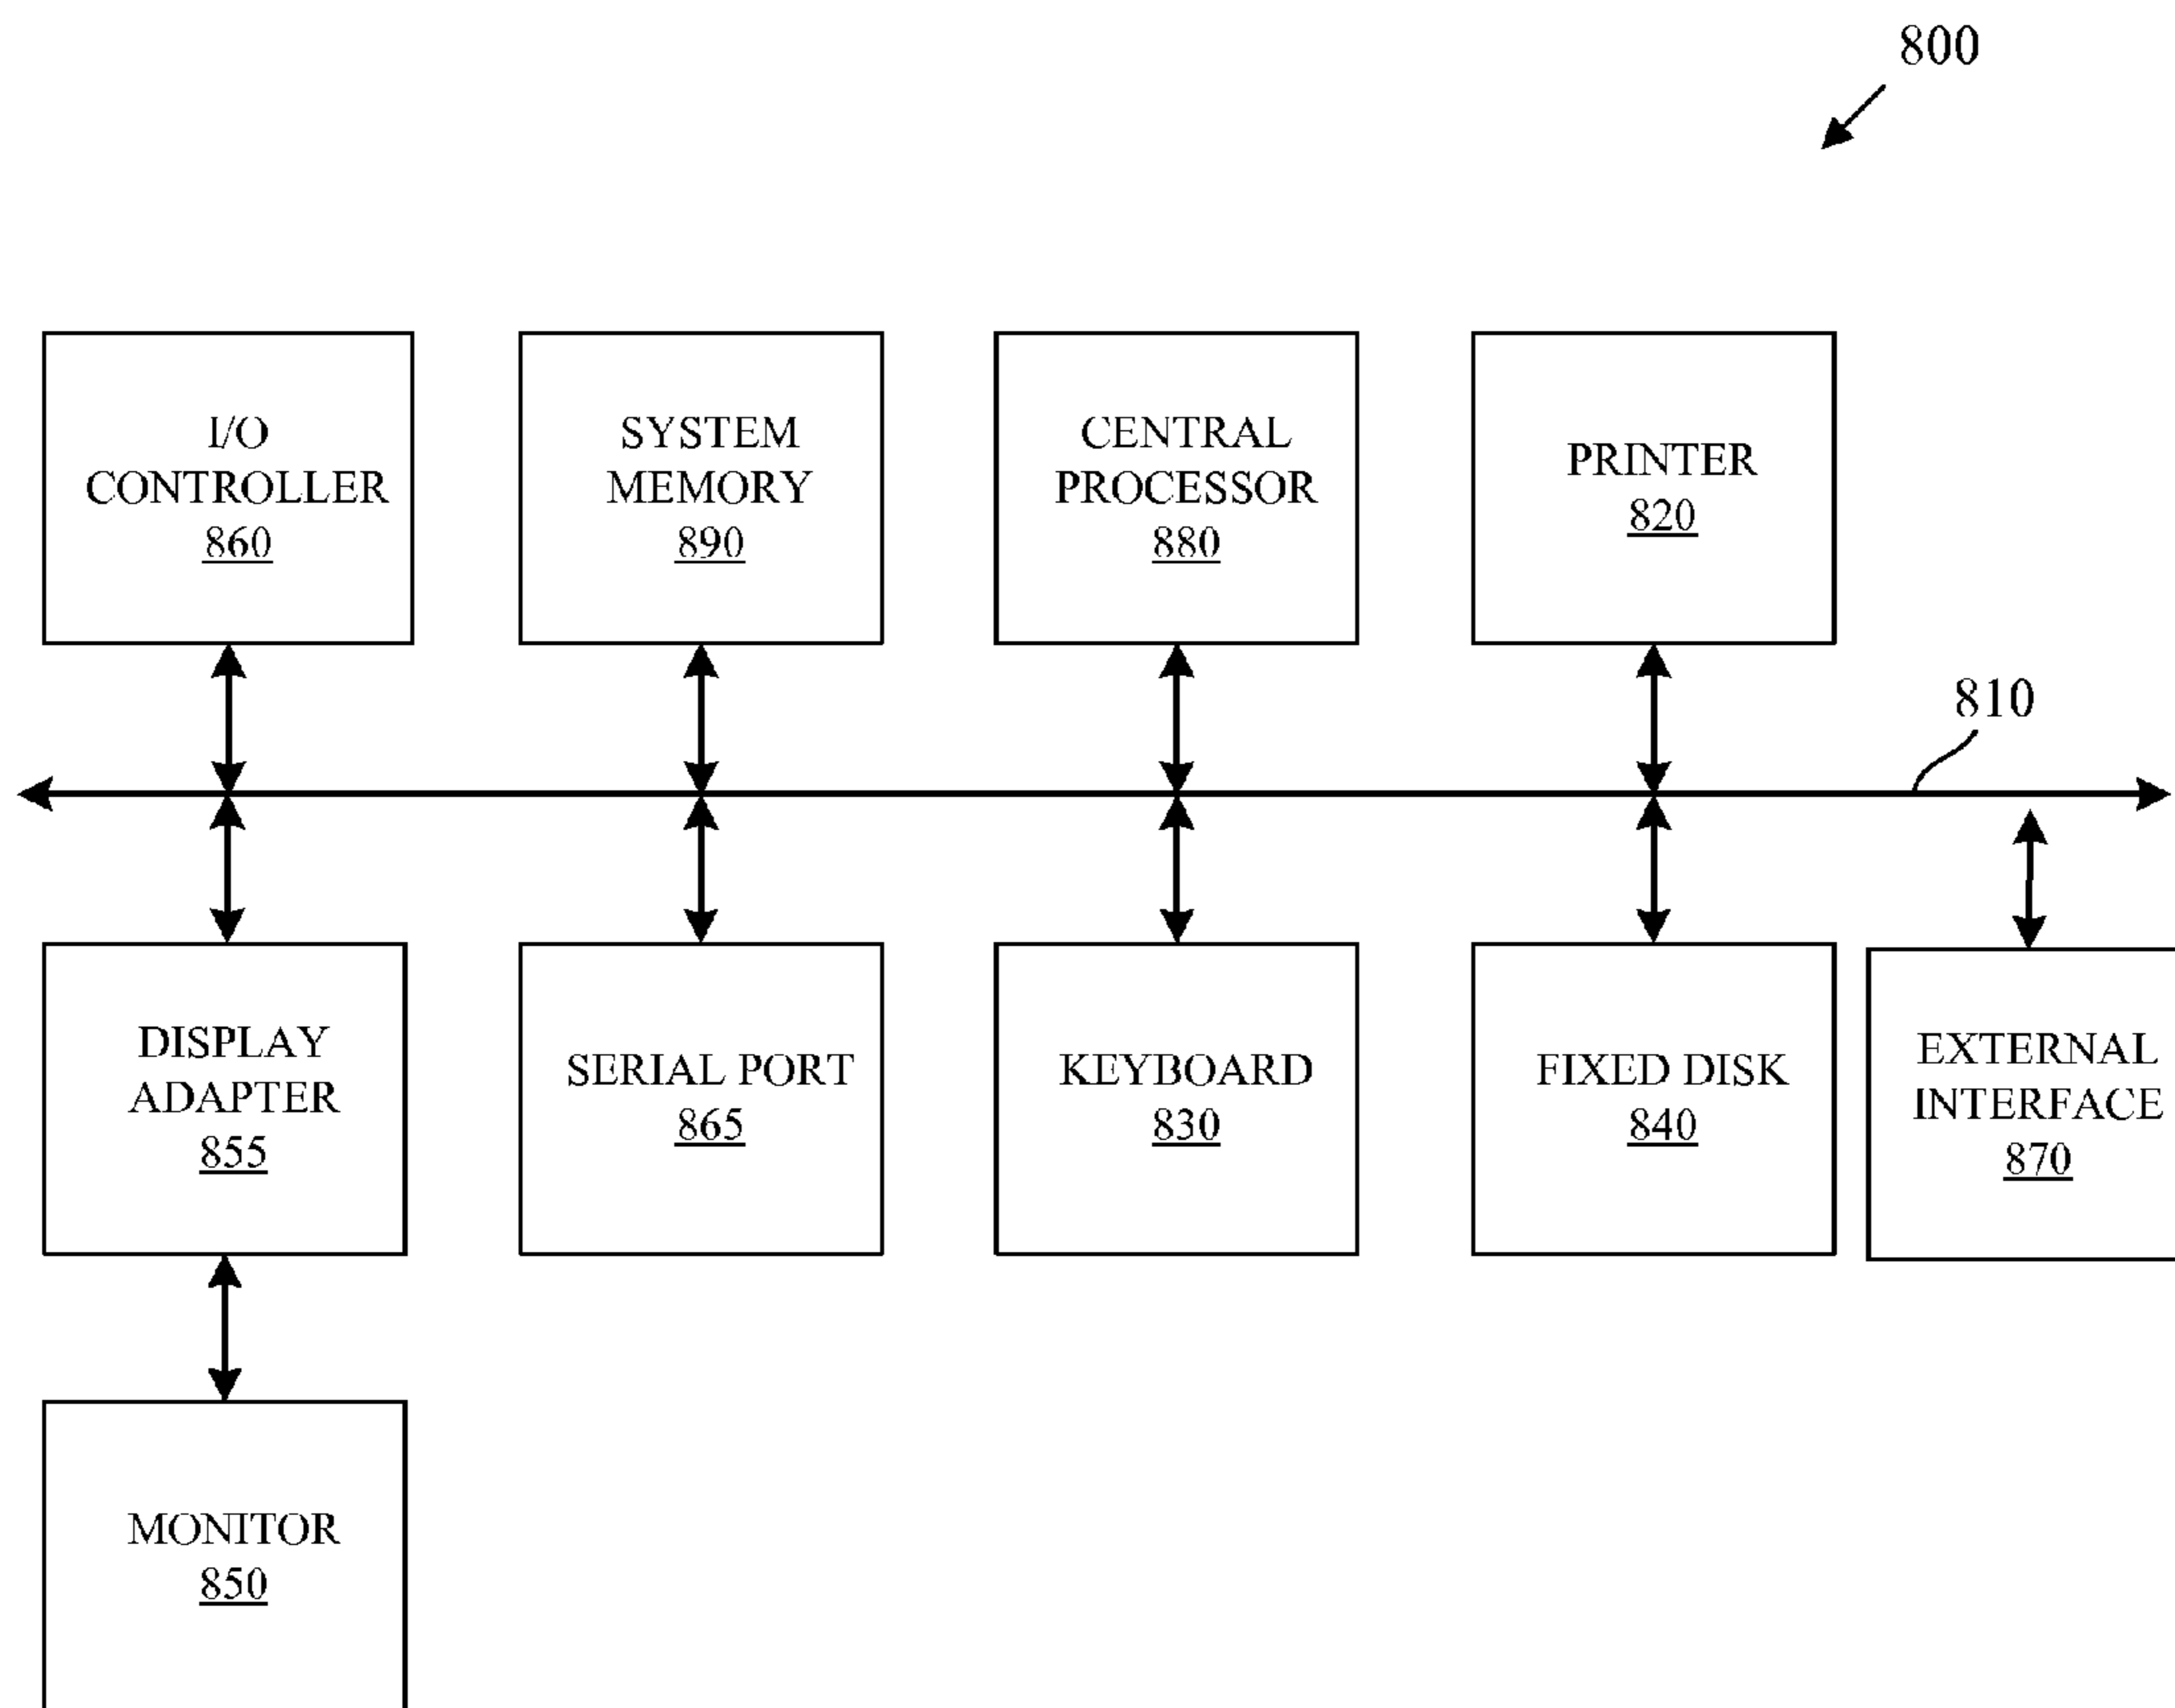 800
I/O
CONTROLLER
860
SYSTEM
MEMORY
890
CENTRAL
PROCESSOR
880
PRINTER
820
810
DISPLAY
ADAPTER
855
SERIAL PORT
865
KEYBOARD
830
FIXED DISK
840
EXTERNAL
INTERFACE
870
MONITOR
850